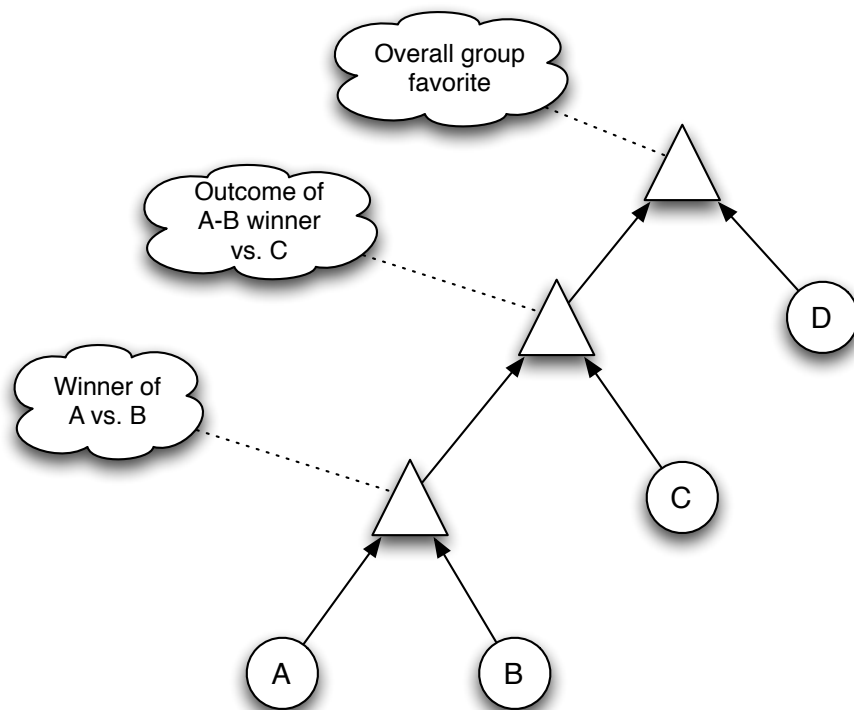 Overall group
favorite
Outcome of
A-B winner
vs. C
D
Winner of
A vs. B
C
A
B